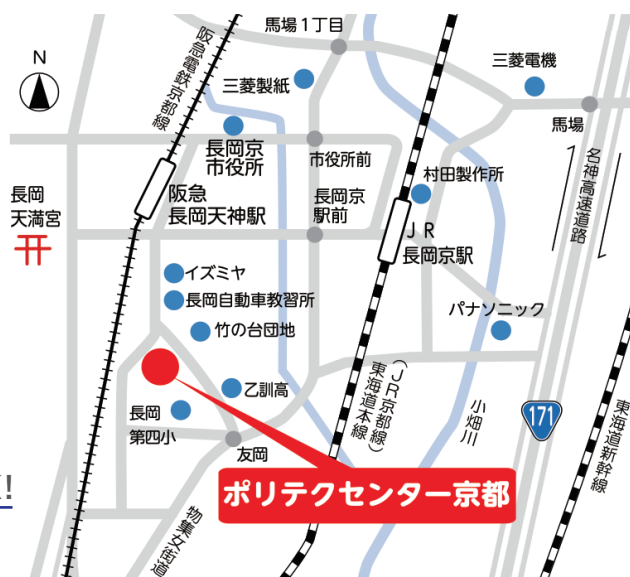 馬場1丁目
N
阪急電鉄京都線
三菱製紙
三菱電機
馬場
長岡京
市役所
市役所前
名神高速道路
村田製作所
長岡
天満宮
阪急
長岡天神駅
長岡京
駅前
JR
長岡京駅
イズミヤ
長岡自動車教習所
竹の台団地
パナソニック
乙訓高
(JR京都線)
東海道本線
小畑川
171
東海道新幹線
長岡
第四小
友岡
!
ポリテクセンター京都
物集女街道